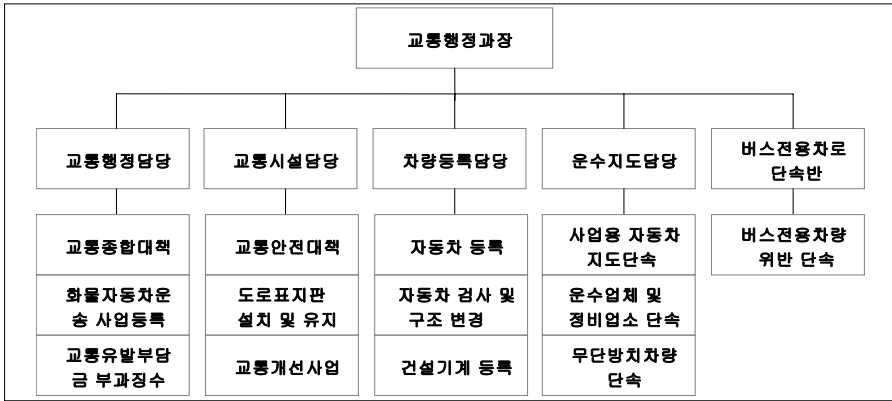 교통행정과장
교통행정담당
교통시설담당
차량등록담당
운수지도담당
버스전용차로
단속반
교통종합대책
교통안전대책
자동차 등록
사업용 자동차
지도단속
버스전용차량
위반 단속
화물자동차운
송 사업등록
도로표지판
설치 및 유지
자동차 검사 및
구조 변경
운수업체 및
정비업소 단속
교통유발부담
금 부과징수
교통개선사업
건설기계 등록
무단방치차량
단속